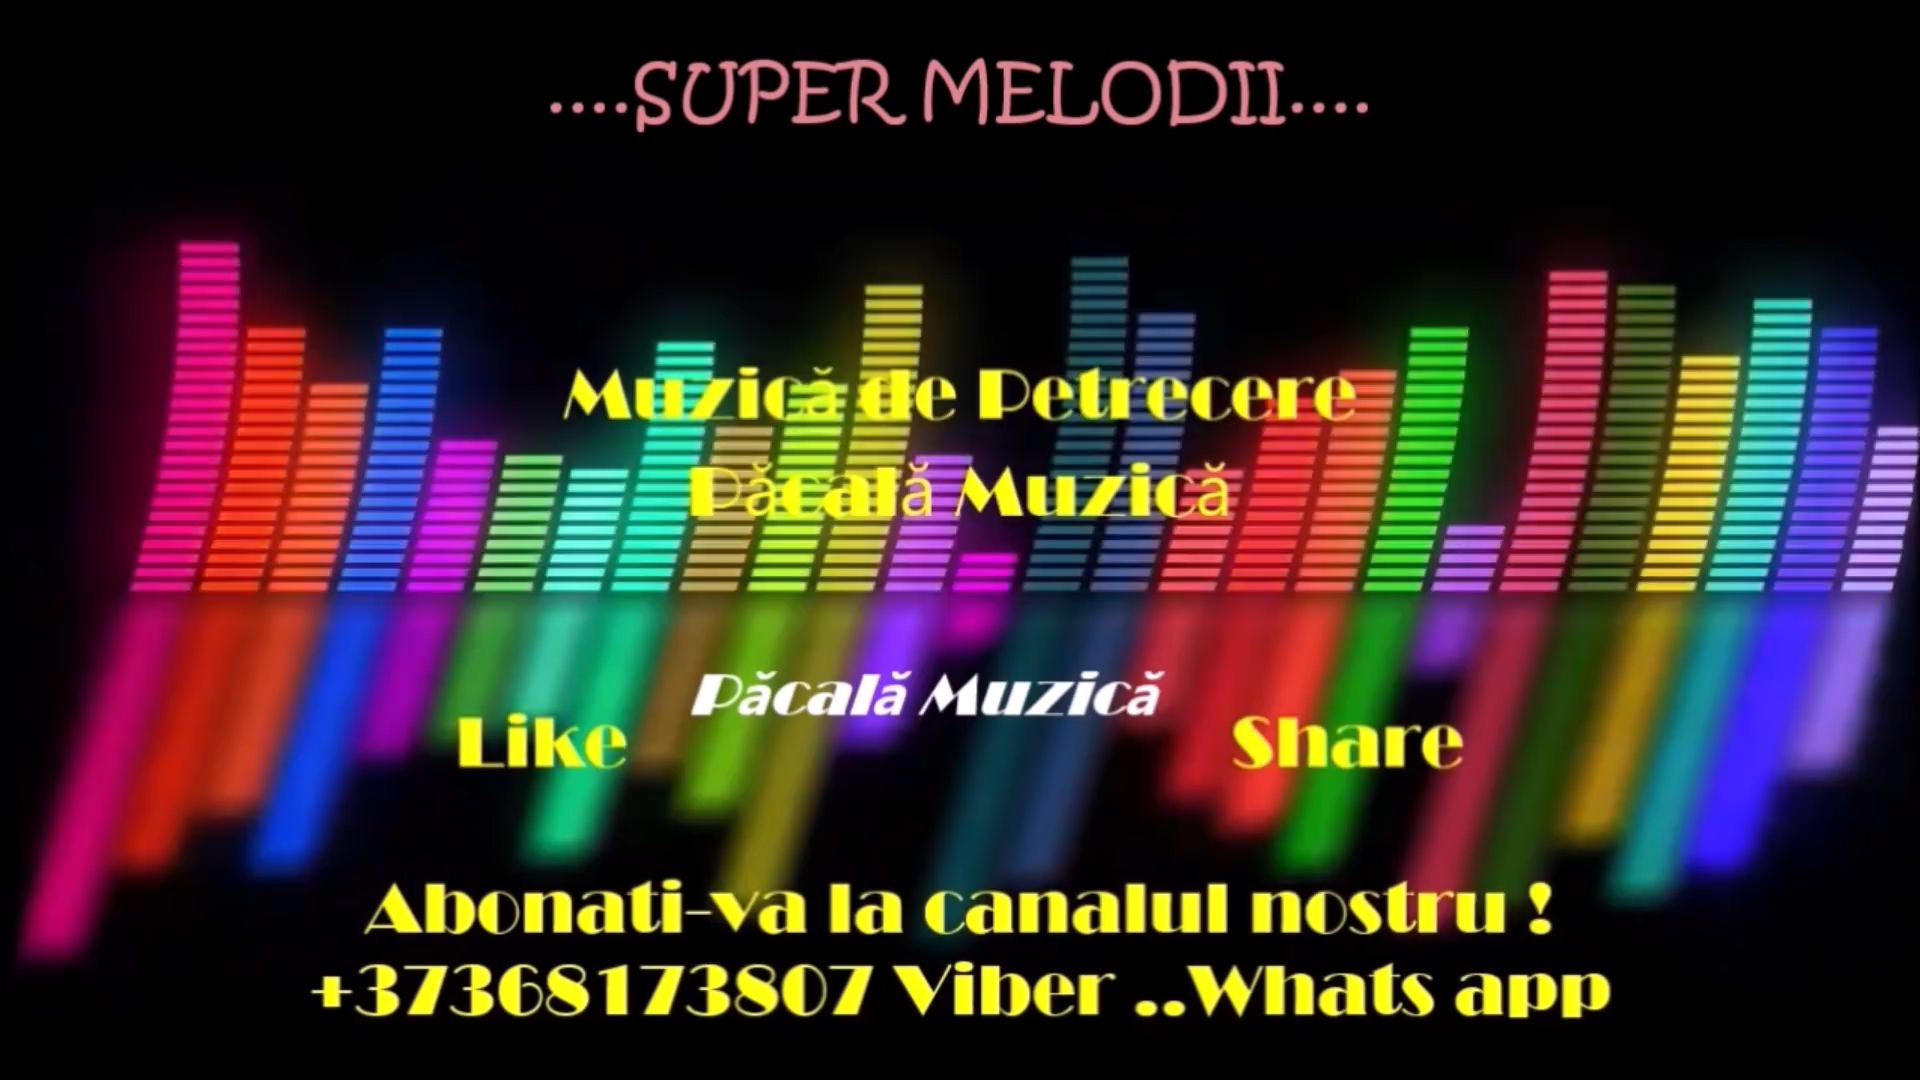 ....SUPER MELODII....
Muzică de Petrecere
Păcală Muzică
Păcală Muzică
Like
Share
Abonati-va la canalul nostru !
+37368173807 Viber ..Whats app